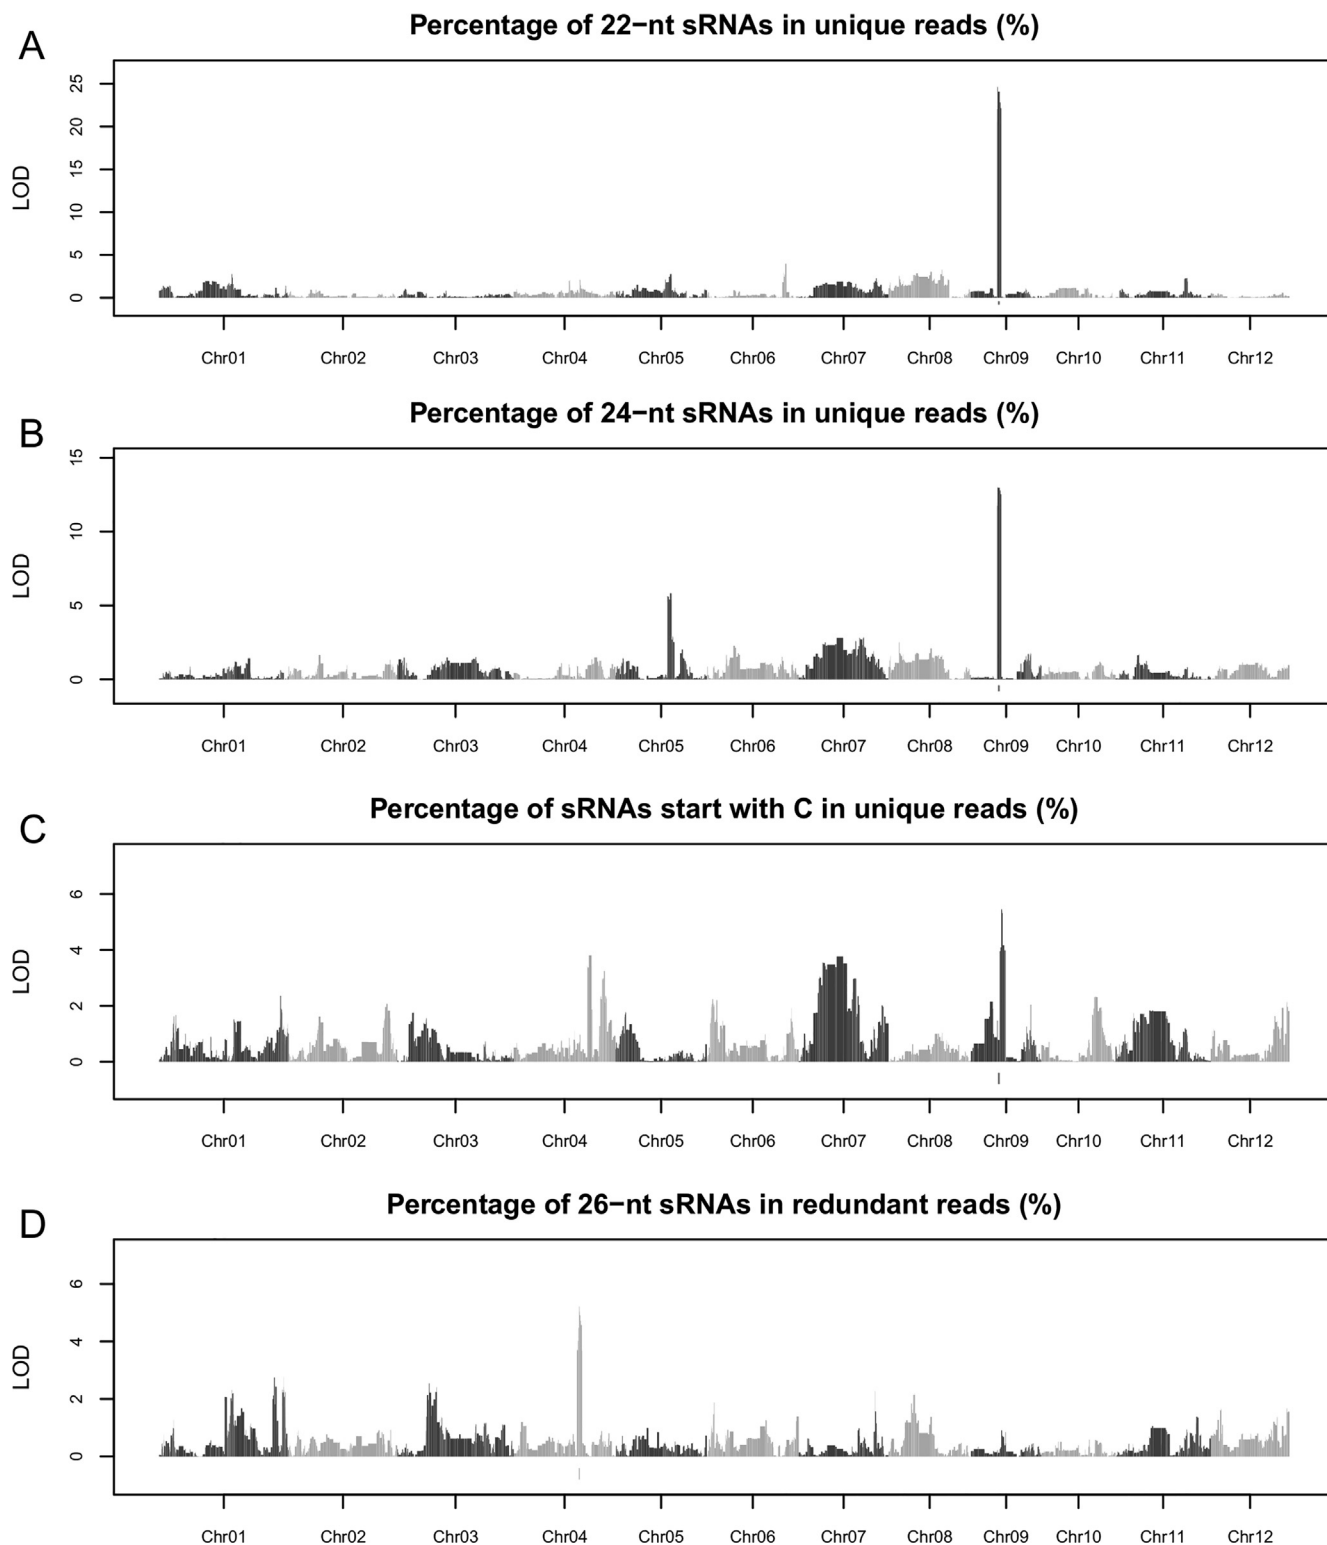 A
Percentage of 22−nt sRNAs in unique reads (%)
25
20
15
10
5
0
LOD
Chr01 Chr02 Chr03 Chr04 Chr05 Chr06 Chr07 Chr08 Chr09 Chr10 Chr11 Chr12
B
Percentage of 24−nt sRNAs in unique reads (%)
15
10
5
0
LOD
Chr01 Chr02 Chr03 Chr04 Chr05 Chr06 Chr07 Chr08 Chr09 Chr10 Chr11 Chr12
C
Percentage of sRNAs start with C in unique reads (%)
6
4
2
0
LOD
Chr01 Chr02 Chr03 Chr04 Chr05 Chr06 Chr07 Chr08 Chr09 Chr10 Chr11 Chr12
D
Percentage of 26−nt sRNAs in redundant reads (%)
6
4
2
0
LOD
Chr01 Chr02 Chr03 Chr04 Chr05 Chr06 Chr07 Chr08 Chr09 Chr10 Chr11 Chr12